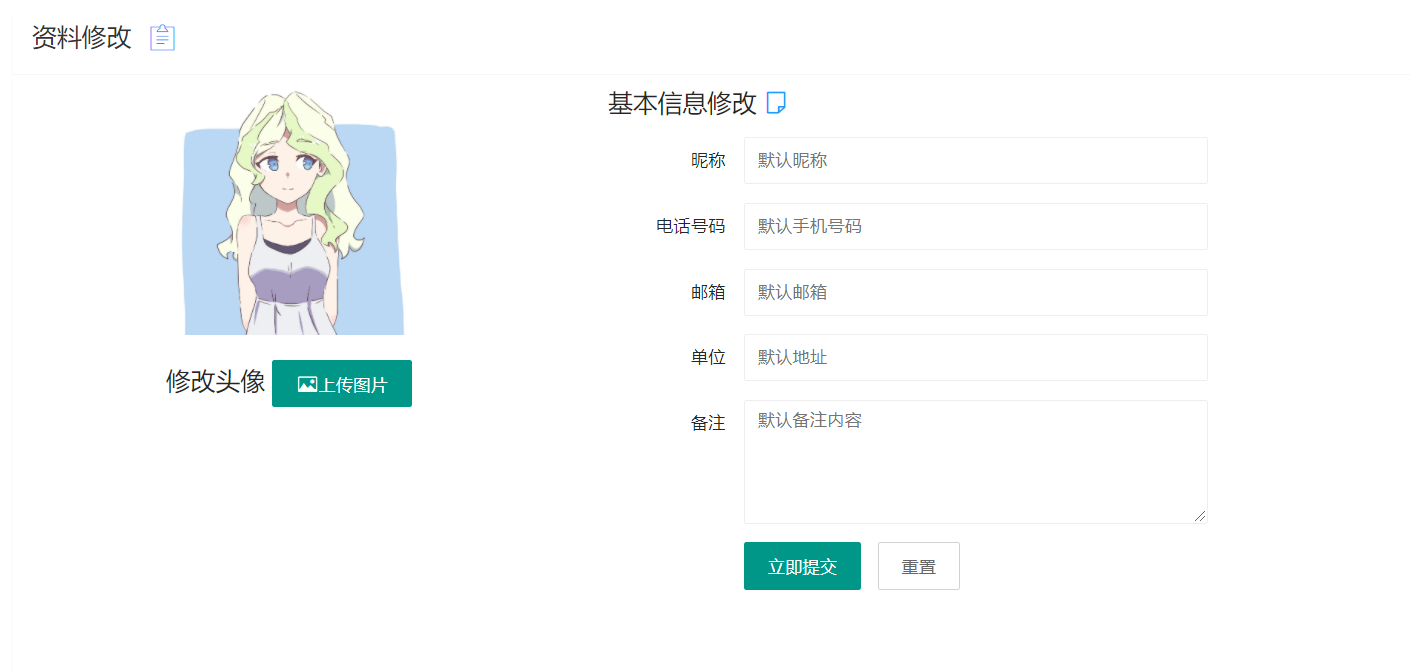 资料修改
修改头像 上传图片
基本信息修改
昵称 默认昵称
电话号码 默认手机号码
邮箱 默认邮箱
单位 默认地址
备注 默认备注内容
立即提交 重置